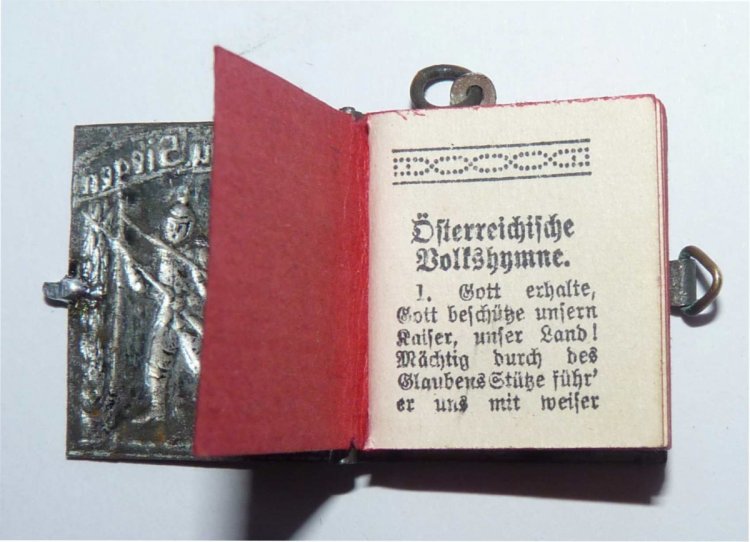 Siegen
Österreichische
Volkshymne.
1. Gott erhalte,
Gott beschütze unsern
Kaiser, unser Land!
Mächtig durch des
Glaubens Stütze führ'
er uns mit weiser